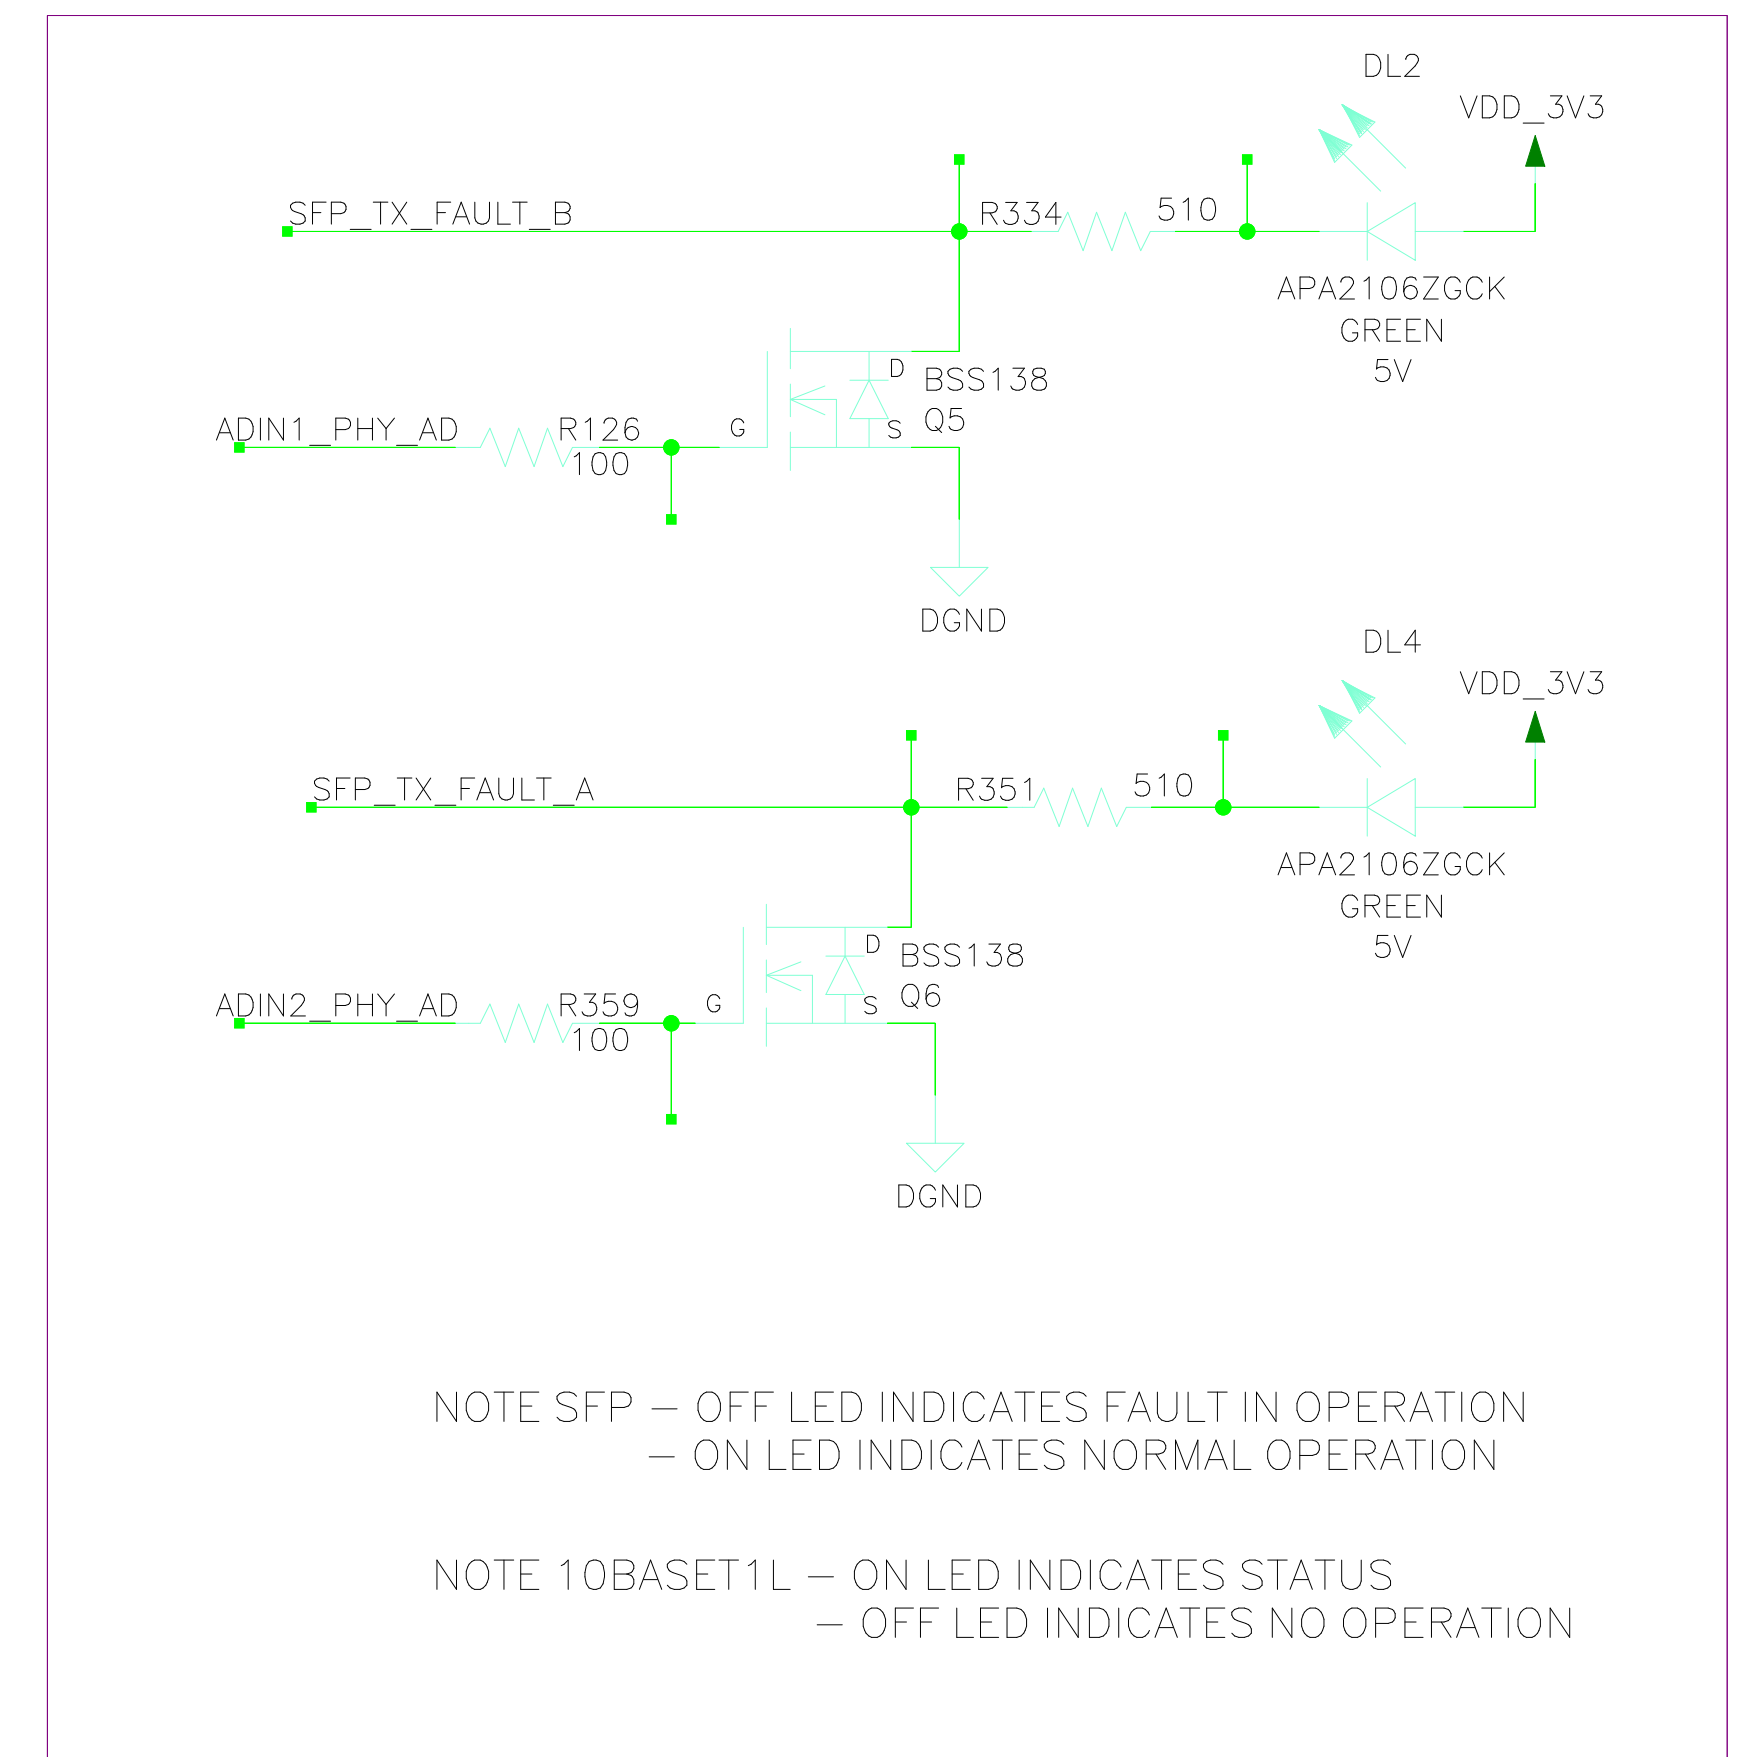 DL2
VDD_3V3
SFP_TX_FAULT_B
R334
510
APA2106ZGCK
GREEN
5V
D
BSS138
Q5
S
G
ADIN1_PHY_AD
R126
100
DGND
DL4
VDD_3V3
SFP_TX_FAULT_A
R351
510
APA2106ZGCK
GREEN
5V
D
BSS138
Q6
S
G
ADIN2_PHY_AD
R359
100
DGND
NOTE SFP – OFF LED INDICATES FAULT IN OPERATION
– ON LED INDICATES NORMAL OPERATION
NOTE 10BASET1L – ON LED INDICATES STATUS
– OFF LED INDICATES NO OPERATION